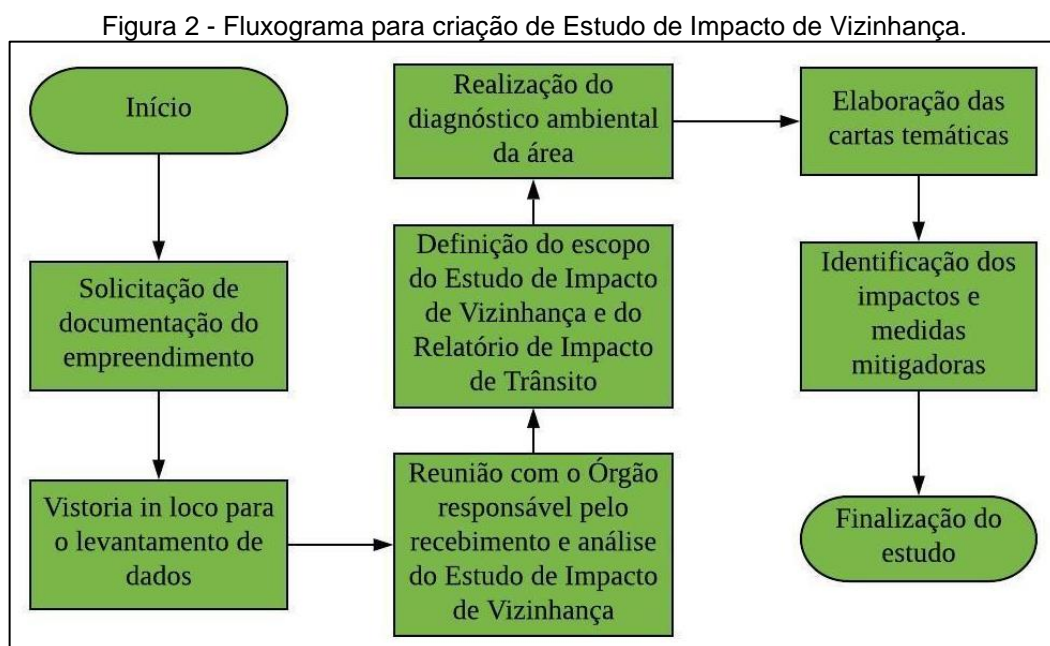 Figura 2 - Fluxograma para criação de Estudo de Impacto de Vizinhança.
Início
Solicitação de
documentação do
empreendimento
Vistoria in loco para
o levantamento de
dados
Reunião com o Órgão
responsável pelo
recebimento e análise
do Estudo de Impacto
de Vizinhança
Definição do escopo
do Estudo de Impacto
de Vizinhança e do
Relatório de Impacto
de Trânsito
Realização do
diagnóstico ambiental
da área
Elaboração das
cartas temáticas
Identificação dos
impactos e
medidas
mitigadoras
Finalização do
estudo